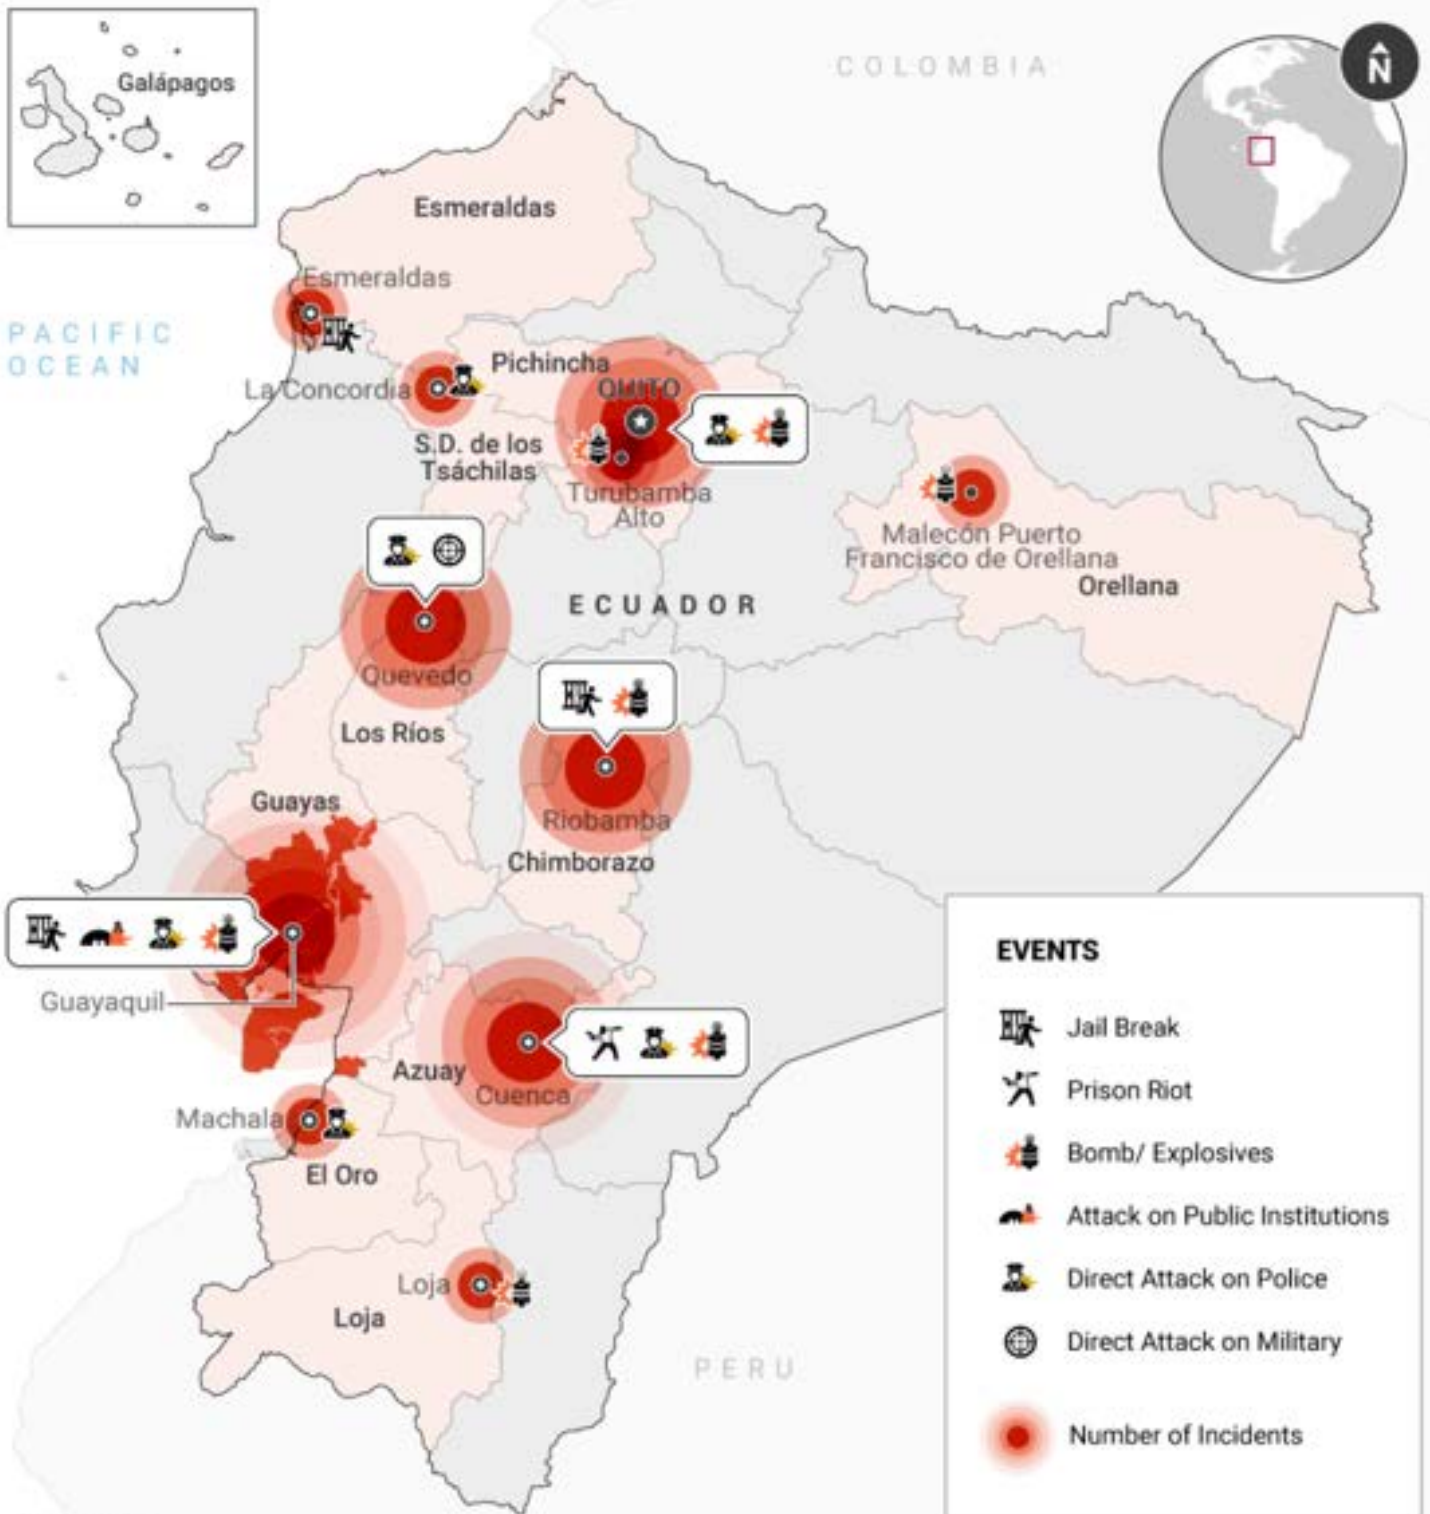 Galápagos
COLOMBIA
N
Esmeraldas
Esmeraldas
PACIFIC
OCEAN
Pichincha
QUITO
La Concordia
S.D. de los
Tsáchilas
Turubamba
Alto
Malecón Puerto
Francisco de Orellana
Orellana
ECUADOR
Quevedo
Los Ríos
Guayas
Riobamba
Chimborazo
Guayaquil
Azuay
Cuenca
Machala
El Oro
Loja
Loja
PERU
EVENTS
Jail Break
Prison Riot
Bomb/ Explosives
Attack on Public Institutions
Direct Attack on Police
Direct Attack on Military
Number of Incidents